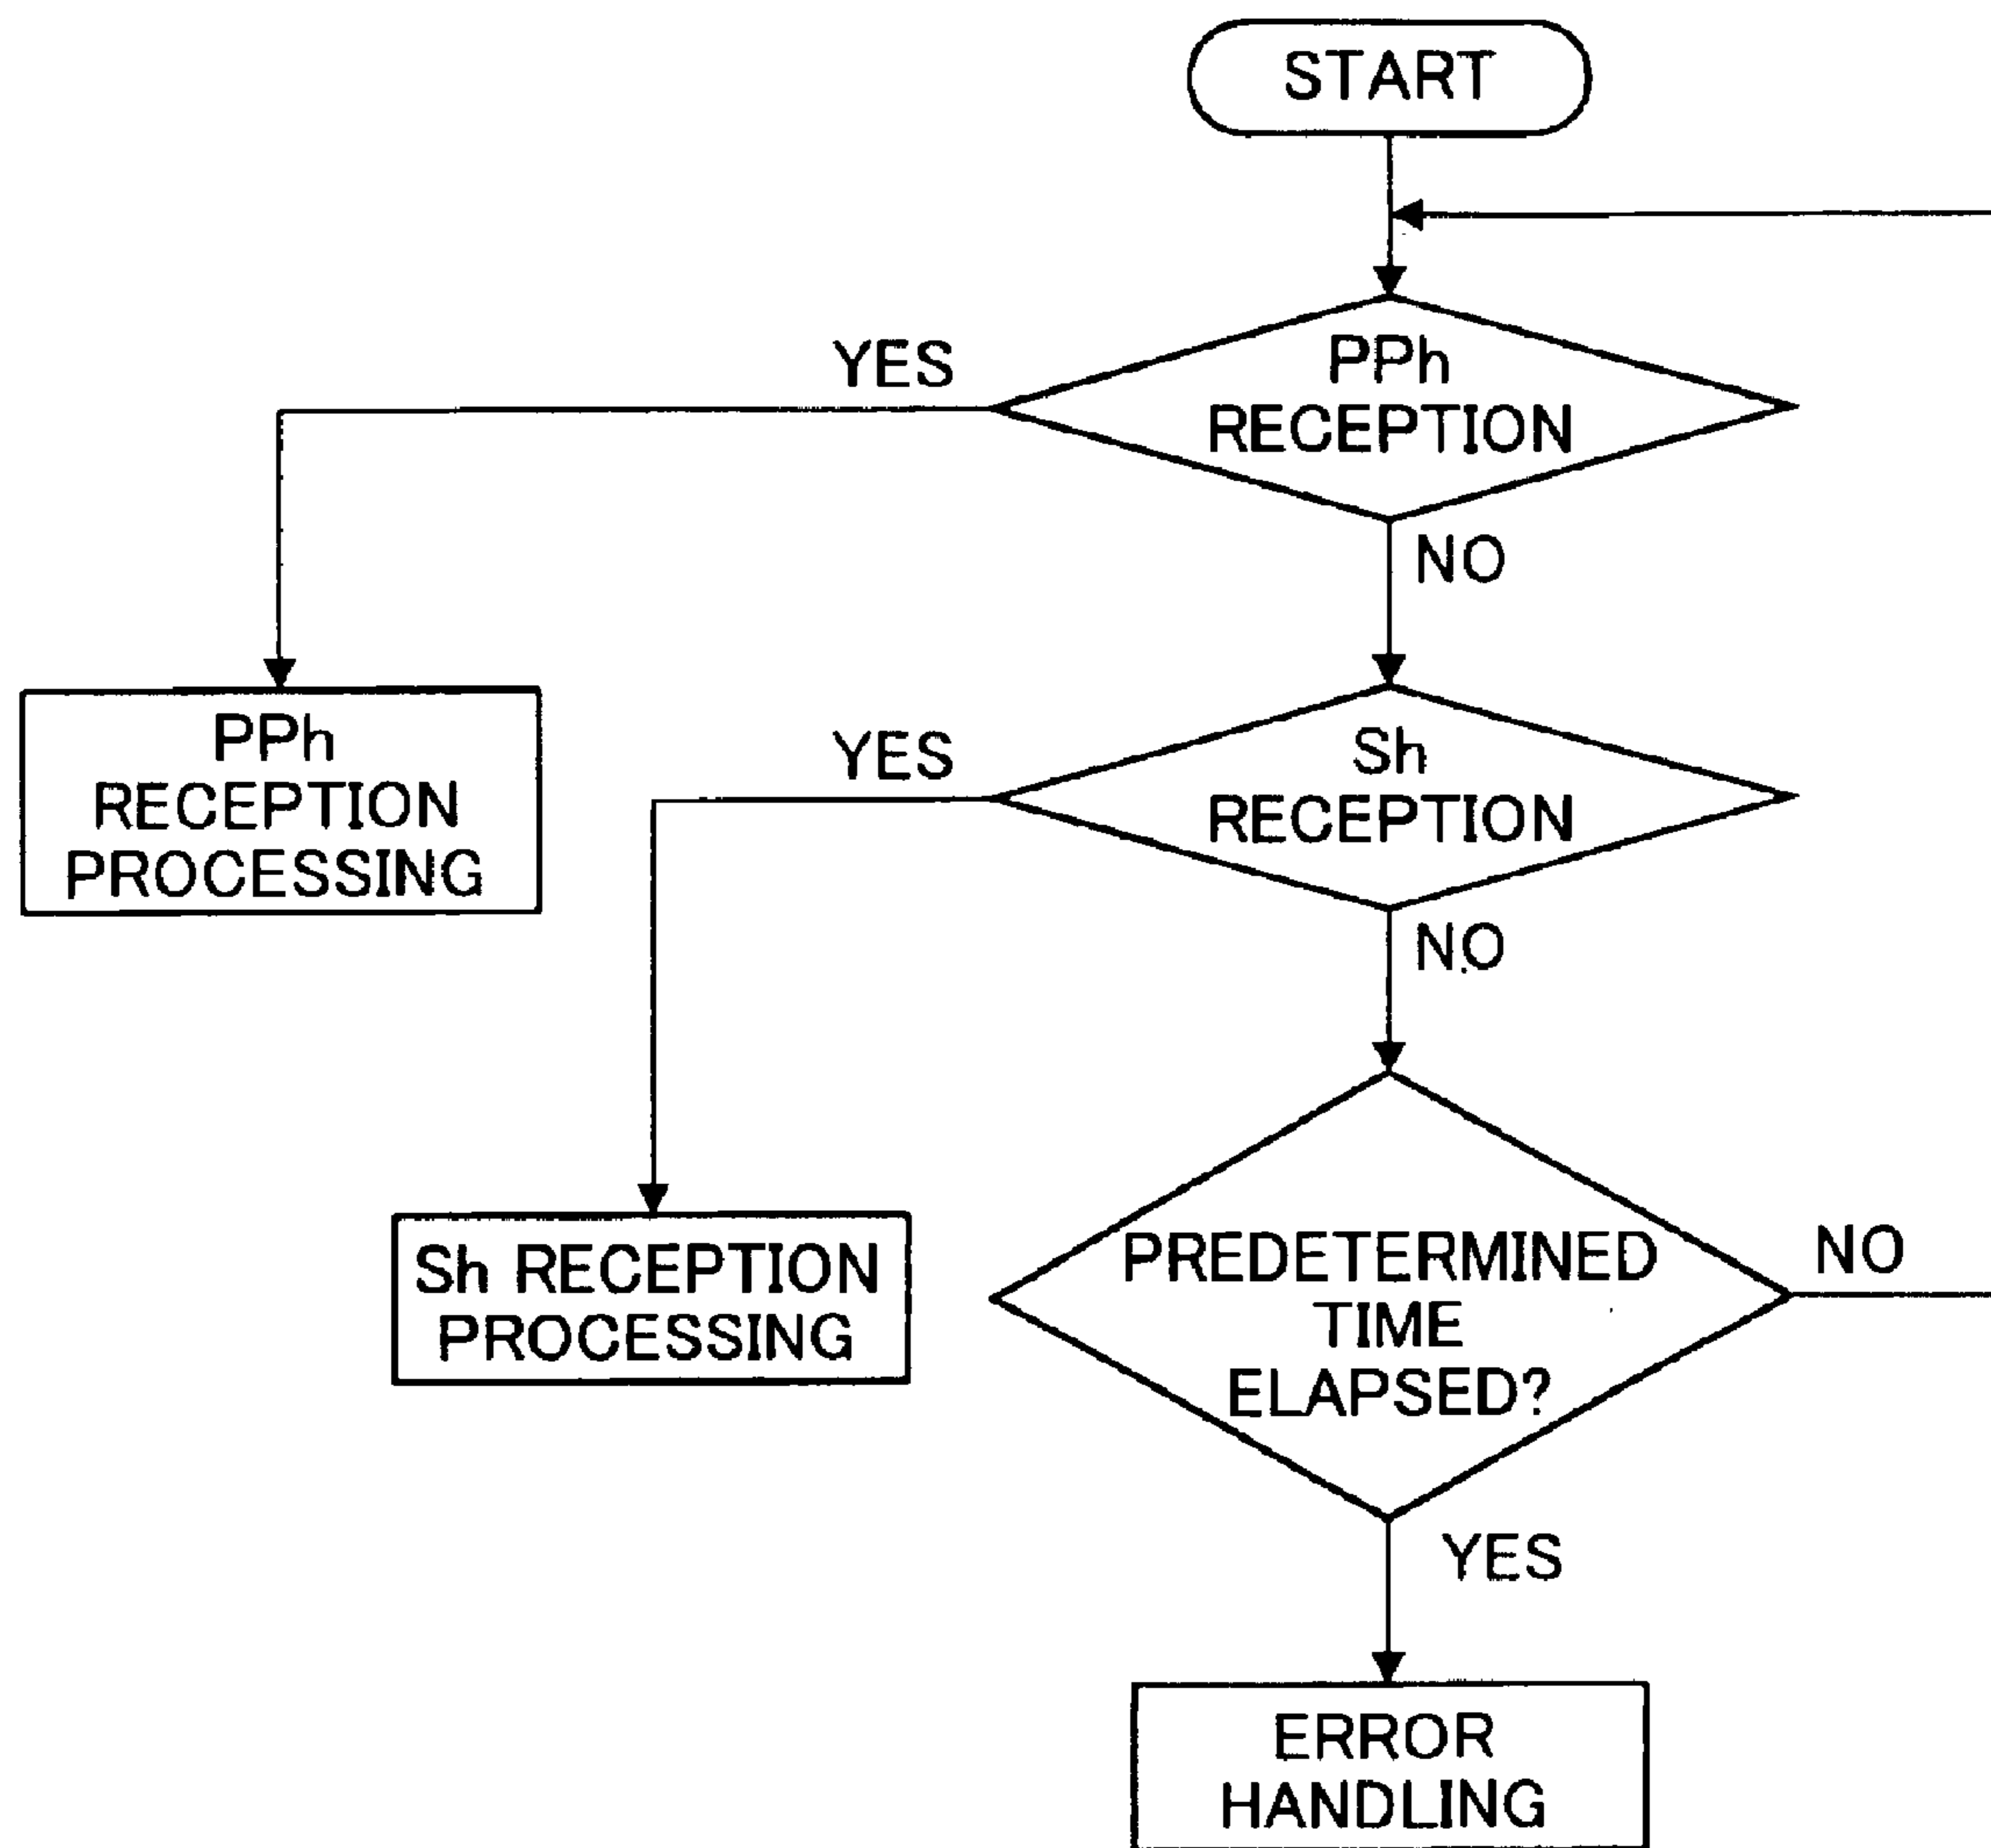 START
YES
PPh
RECEPTION
NO
PPh
RECEPTION
PROCESSING
YES
Sh
RECEPTION
NO
Sh RECEPTION
PROCESSING
PREDETERMINED
TIME
ELAPSED?
NO
YES
ERROR
HANDLING